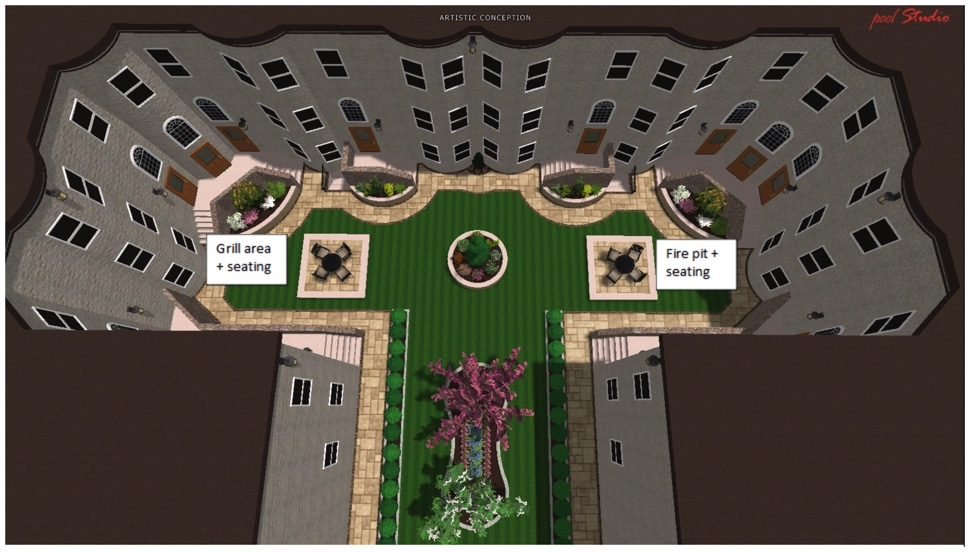 ARTISTIC CONCEPTION
pool Studio
Grill area
+ seating
Fire pit +
seating